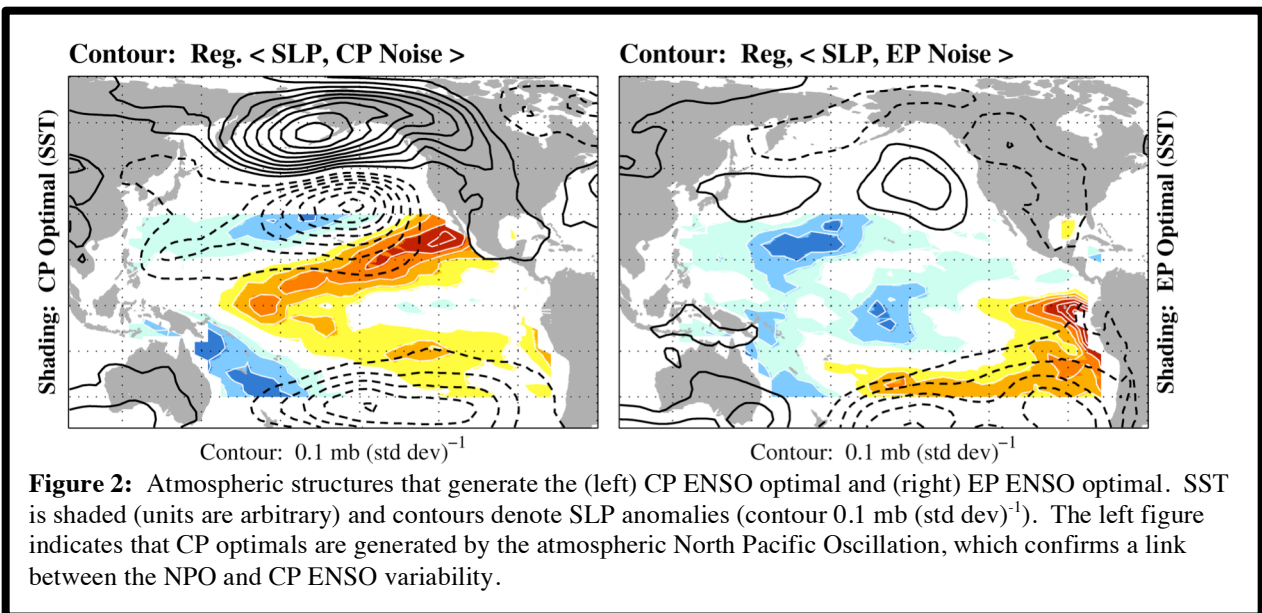 Contour: Reg. < SLP, CP Noise >
Shading: CP Optimal (SST)
Contour: 0.1 mb (std dev)⁻¹
Contour: Reg, < SLP, EP Noise >
Shading: EP Optimal (SST)
Contour: 0.1 mb (std dev)⁻¹
Figure 2: Atmospheric structures that generate the (left) CP ENSO optimal and (right) EP ENSO optimal. SST
is shaded (units are arbitrary) and contours denote SLP anomalies (contour 0.1 mb (std dev)⁻¹). The left figure
indicates that CP optimals are generated by the atmospheric North Pacific Oscillation, which confirms a link
between the NPO and CP ENSO variability.